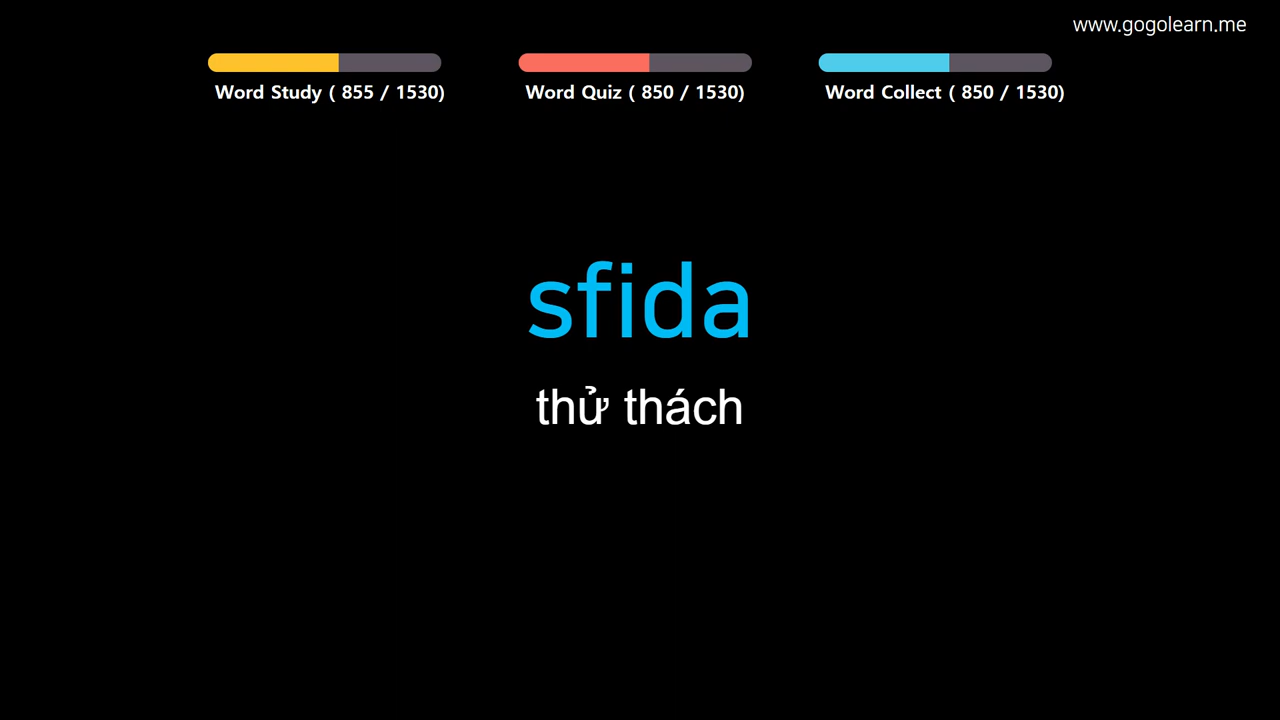 www.gogolearn.me
Word Study ( 855 / 1530)
Word Quiz ( 850 / 1530)
Word Collect ( 850 / 1530)
sfida
thử thách